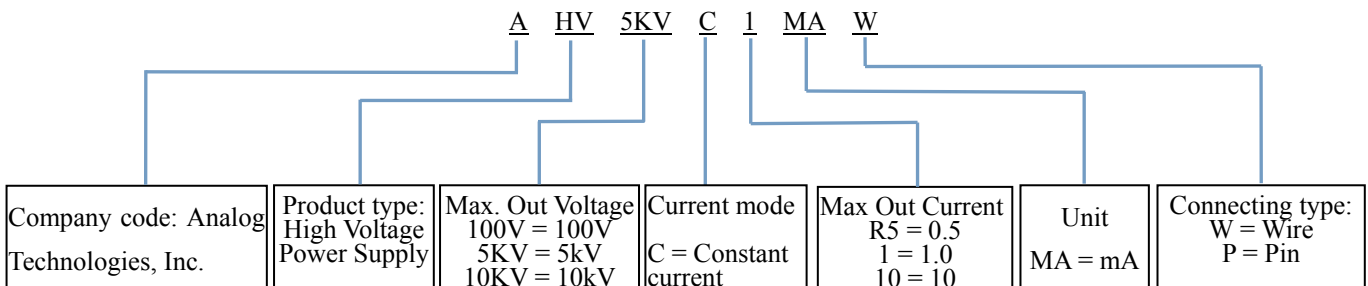 A HV 5KV C 1 MA W
Company code: Analog
Technologies, Inc.
Product type:
High Voltage
Power Supply
Max. Out Voltage
100V = 100V
5KV = 5kV
10KV = 10kV
Current mode
C = Constant
current
Max Out Current
R5 = 0.5
1 = 1.0
10 = 10
Unit
MA = mA
Connecting type:
W = Wire
P = Pin